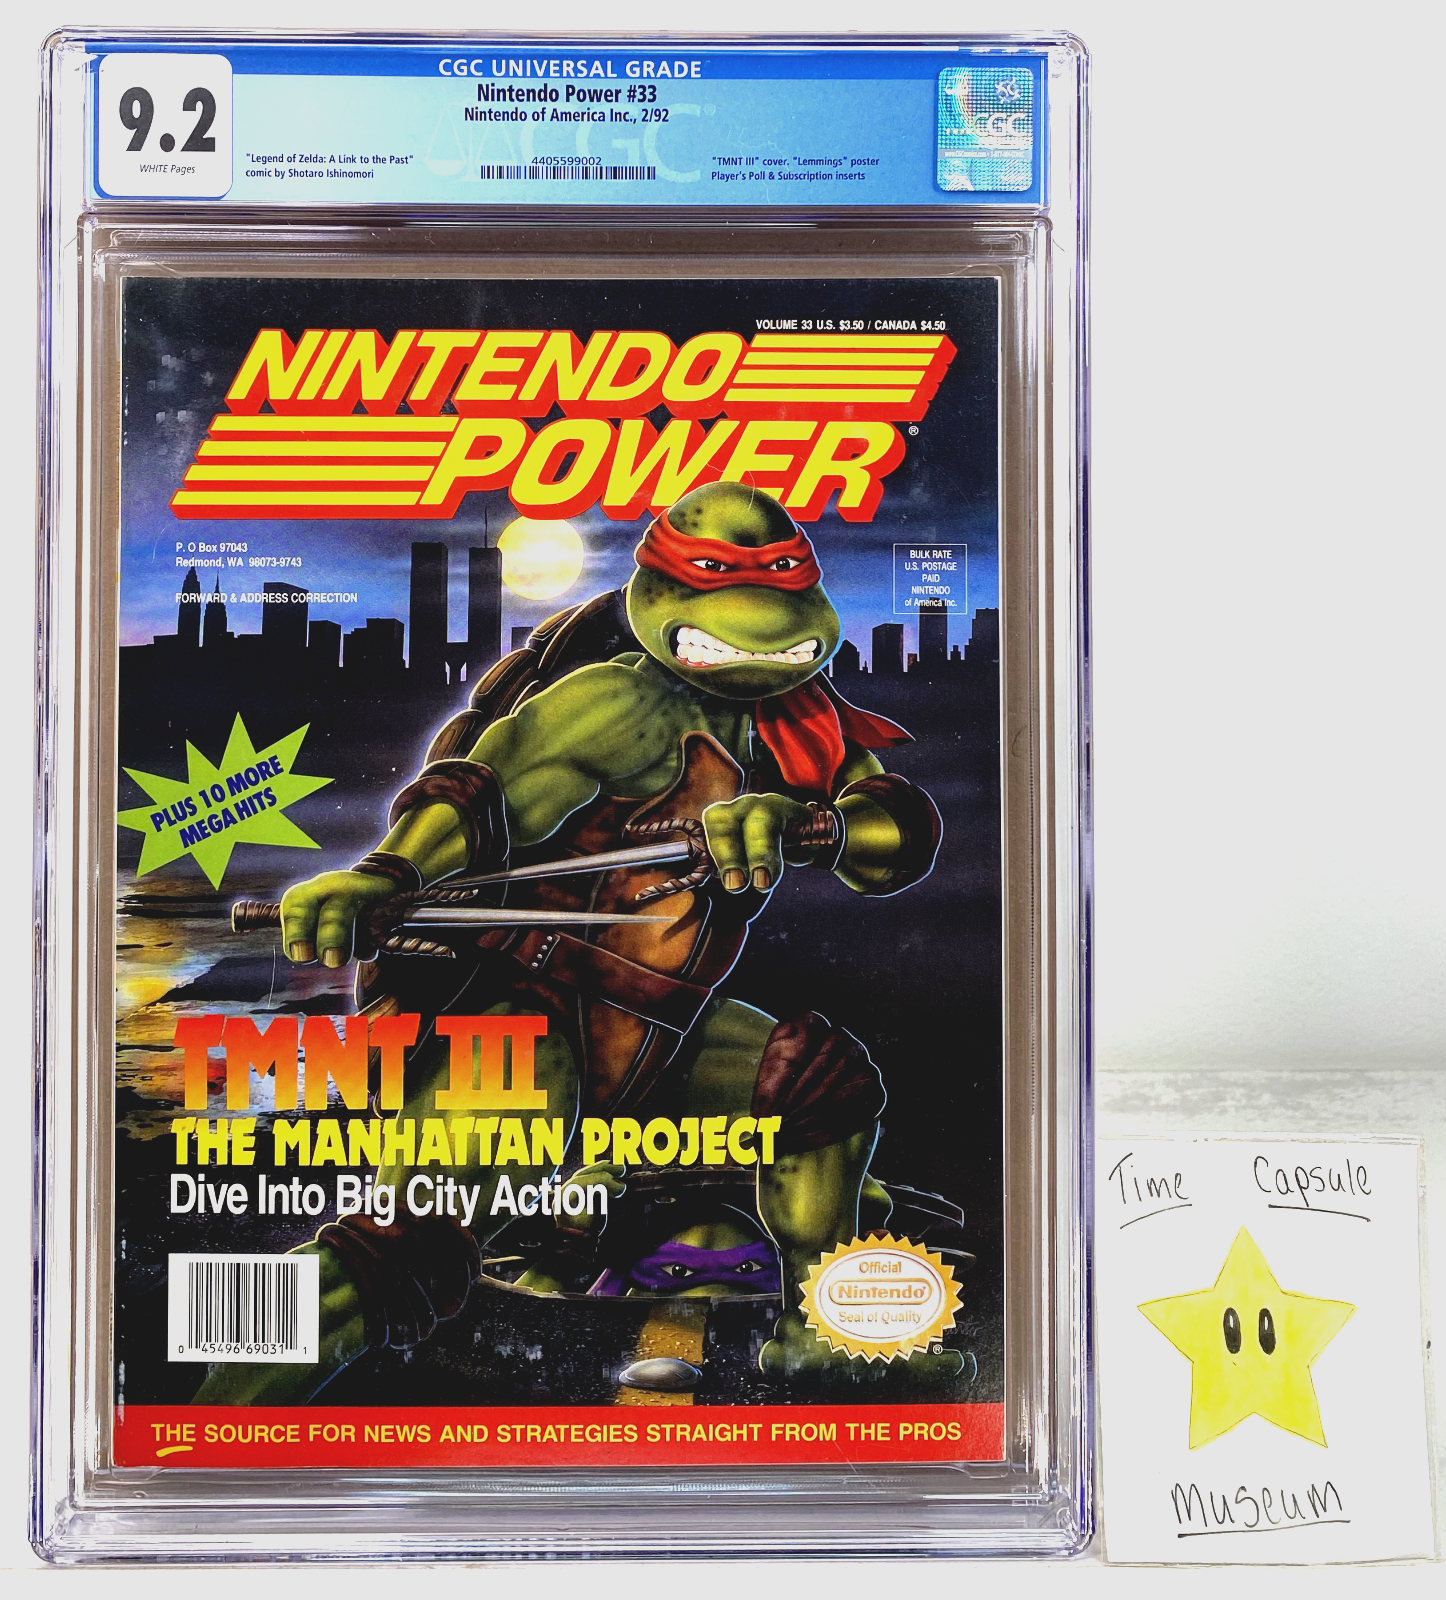 CGC UNIVERSAL GRADE
9.2
WHITE Pages
Nintendo Power #33
Nintendo of America Inc., 2/92
"Legend of Zelda: A Link to the Past"
comic by Shotaro Ishinomori
4405599002
"TMNT III" cover. "Lemmings" poster
Player's Poll & Subscription inserts
CGC
VOLUME 33 U.S. $3.50 / CANADA $4.50
NINTENDO
POWER®
P. O Box 97043
Redmond, WA 98073-9743
FORWARD & ADDRESS CORRECTION
BULK RATE
U.S. POSTAGE
PAID
NINTENDO
of America Inc.
PLUS 10 MORE
MEGAHITS
TMNT III
THE MANHATTAN PROJECT
Dive Into Big City Action
Official
Nintendo®
Seal of Quality
®
0 45496 69031 1
THE SOURCE FOR NEWS AND STRATEGIES STRAIGHT FROM THE PROS
Time Capsule
Museum